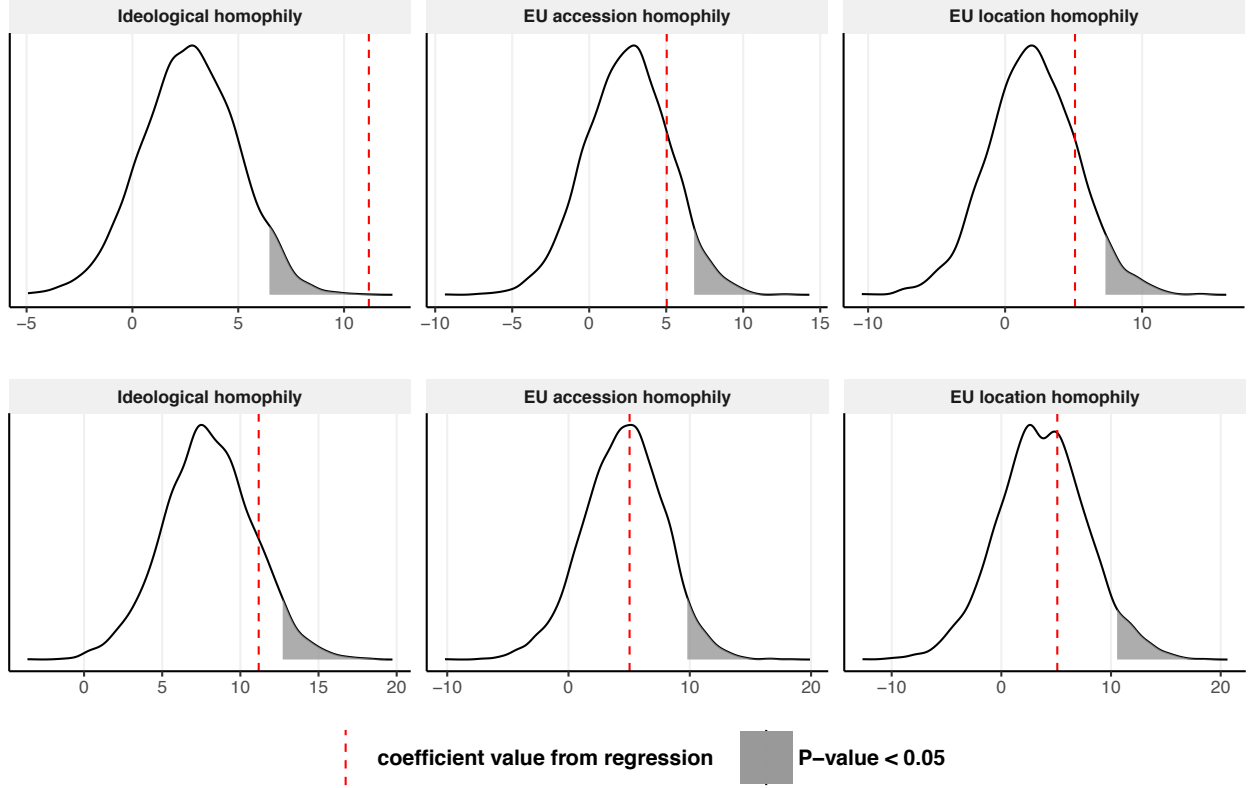 Ideological homophily EU accession homophily EU location homophily
−5 0 5 10 −10 −5 0 5 10 15 −10 0 10
Ideological homophily EU accession homophily EU location homophily
0 5 10 15 20 −10 0 10 20 −10 0 10 20
coefficient value from regression P−value < 0.05